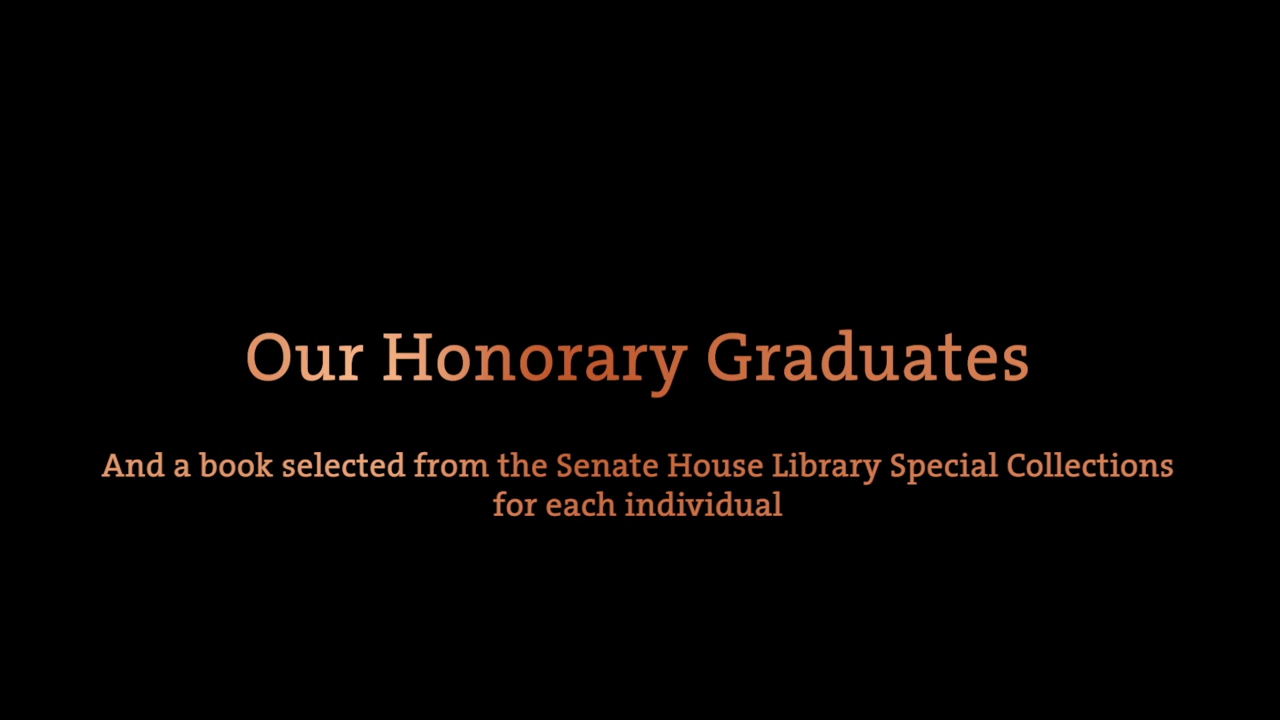 Our Honorary Graduates
And a book selected from the Senate House Library Special Collections
for each individual